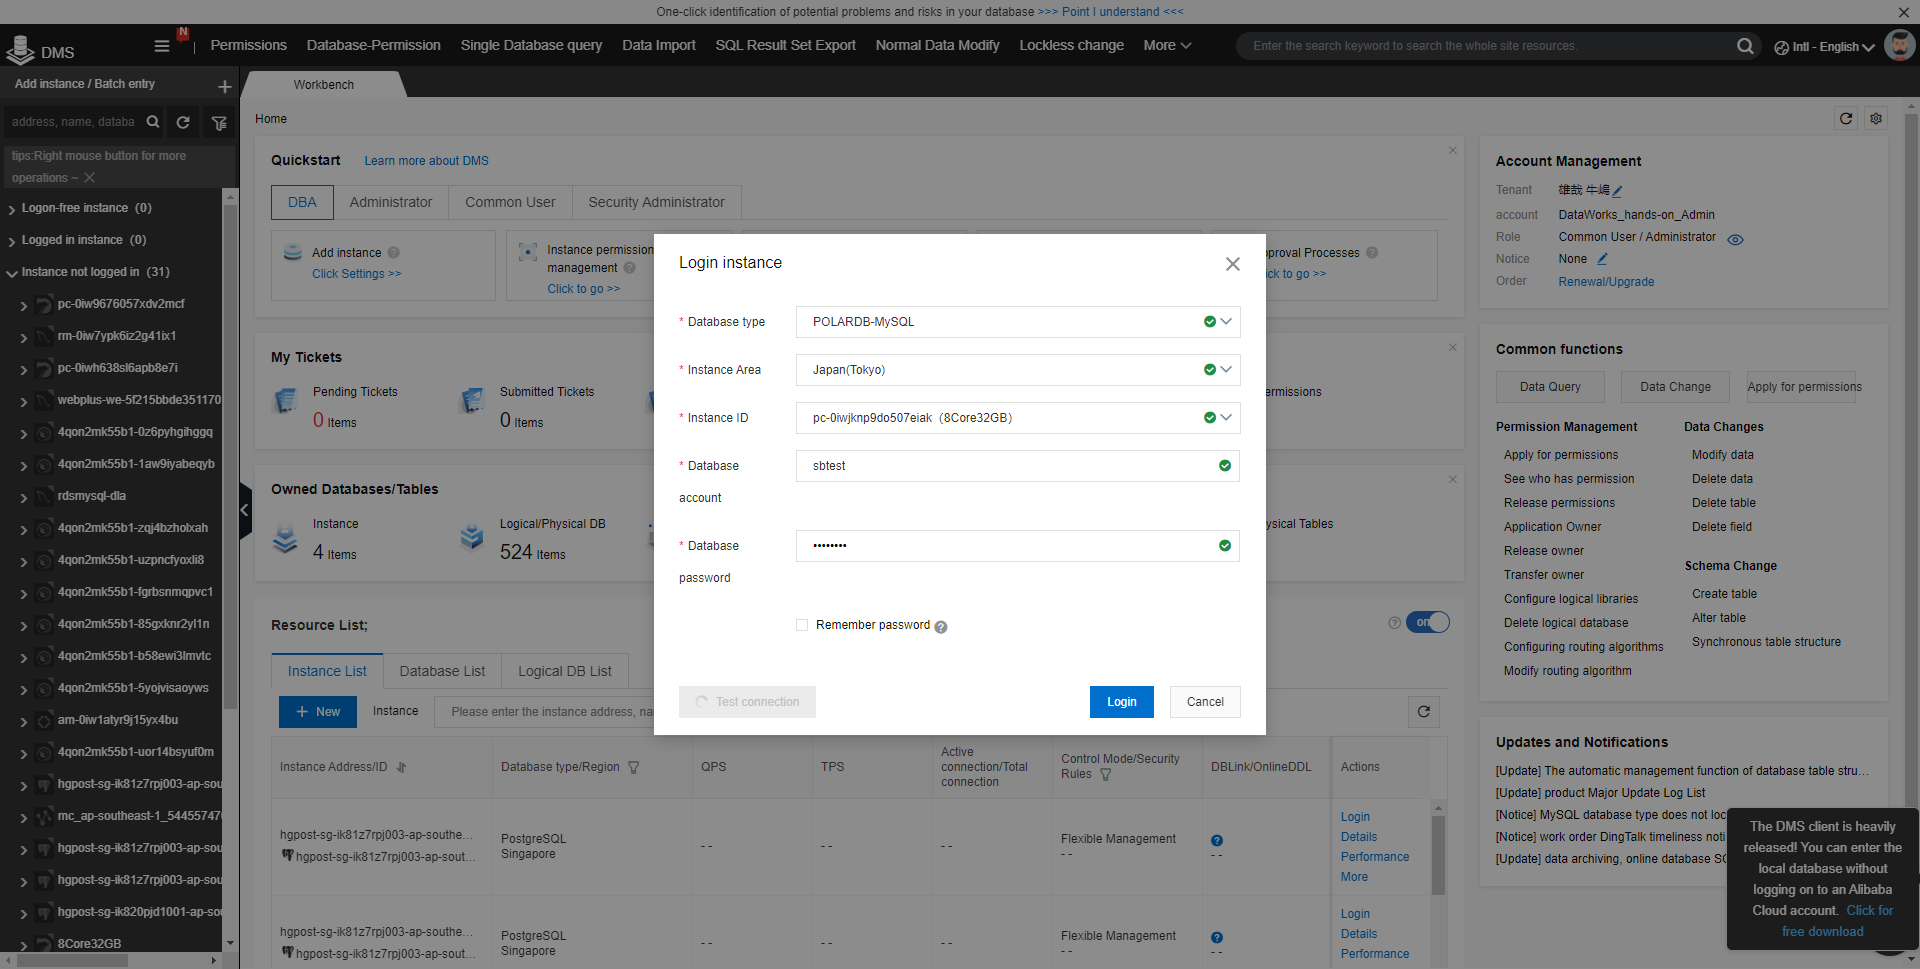 One-click identification of potential problems and risks in your database >>> Point I understand <<<
DMS
N
Permissions
Database-Permission
Single Database query
Data Import
SQL Result Set Export
Normal Data Modify
Lockless change
More
Enter the search keyword to search the whole site resources.
Intl - English
Add instance / Batch entry
Workbench
address, name, databa
Home
tips:Right mouse button for more
operations ~
Logon-free instance (0)
Logged in instance (0)
Instance not logged in (31)
pc-0iw9676057xdv2mcf
rm-0iw7ypk6iz2g41ix1
pc-0iwh638sl6apb8e7i
webplus-we-5f215bbde351170
4qon2mk55b1-0z6pyhgihggq
4qon2mk55b1-1aw9iyabeqyb
rdsmysql-dla
4qon2mk55b1-zqj4bzholxah
4qon2mk55b1-uzpncfyoxli8
4qon2mk55b1-fgrbsnmqpvc1
4qon2mk55b1-85gxknr2yl1n
4qon2mk55b1-b58ewi3lmvtc
4qon2mk55b1-5yojvisaoyws
am-0iw1atyr9j15yx4bu
4qon2mk55b1-uor14bsyuf0m
hgpost-sg-ik81z7rpj003-ap-sou
mc_ap-southeast-1_54455747
hgpost-sg-ik81z7rpj003-ap-sou
hgpost-sg-ik81z7rpj003-ap-sou
hgpost-sg-ik820pjd1001-ap-sou
8Core32GB
Quickstart
Learn more about DMS
DBA
Administrator
Common User
Security Administrator
Add instance
Click Settings >>
Instance permission
management
Click to go >>
proval Processes
ick to go >>
My Tickets
Pending Tickets
0 Items
Submitted Tickets
0 Items
ermissions
Owned Databases/Tables
Instance
4 Items
Logical/Physical DB
524 Items
ysical Tables
Resource List;
on
Instance List
Database List
Logical DB List
New
Instance
Please enter the instance address, na
Instance Address/ID
Database type/Region
QPS
TPS
Active
connection/Total
connection
Control Mode/Security
Rules
DBLink/OnlineDDL
Actions
hgpost-sg-ik81z7rpj003-ap-southe...
hgpost-sg-ik81z7rpj003-ap-sout...
PostgreSQL
Singapore
- -
- -
- -
Flexible Management
- -
- -
Login
Details
Performance
More
hgpost-sg-ik81z7rpj003-ap-southe...
hgpost-sg-ik81z7rpj003-ap-sout...
PostgreSQL
Singapore
- -
- -
- -
Flexible Management
- -
- -
Login
Details
Performance
Login instance
* Database type
POLARDB-MySQL
* Instance Area
Japan(Tokyo)
* Instance ID
pc-0iwjknp9do507eiak（8Core32GB）
* Database
account
sbtest
* Database
password
••••••••
Remember password
Test connection
Login
Cancel
Account Management
Tenant
雄哉 牛嶋
account
DataWorks_hands-on_Admin
Role
Common User / Administrator
Notice
None
Order
Renewal/Upgrade
Common functions
Data Query
Data Change
Apply for permissions
Permission Management
Apply for permissions
See who has permission
Release permissions
Application Owner
Release owner
Transfer owner
Configure logical libraries
Delete logical database
Configuring routing algorithms
Modify routing algorithm
Data Changes
Modify data
Delete data
Delete table
Delete field
Schema Change
Create table
Alter table
Synchronous table structure
Updates and Notifications
[Update] The automatic management function of database table stru...
[Update] product Major Update Log List
[Notice] MySQL database type does not loc
[Notice] work order DingTalk timeliness noti
[Update] data archiving, online database SQ
The DMS client is heavily
released! You can enter the
local database without
logging on to an Alibaba
Cloud account. Click for
free download